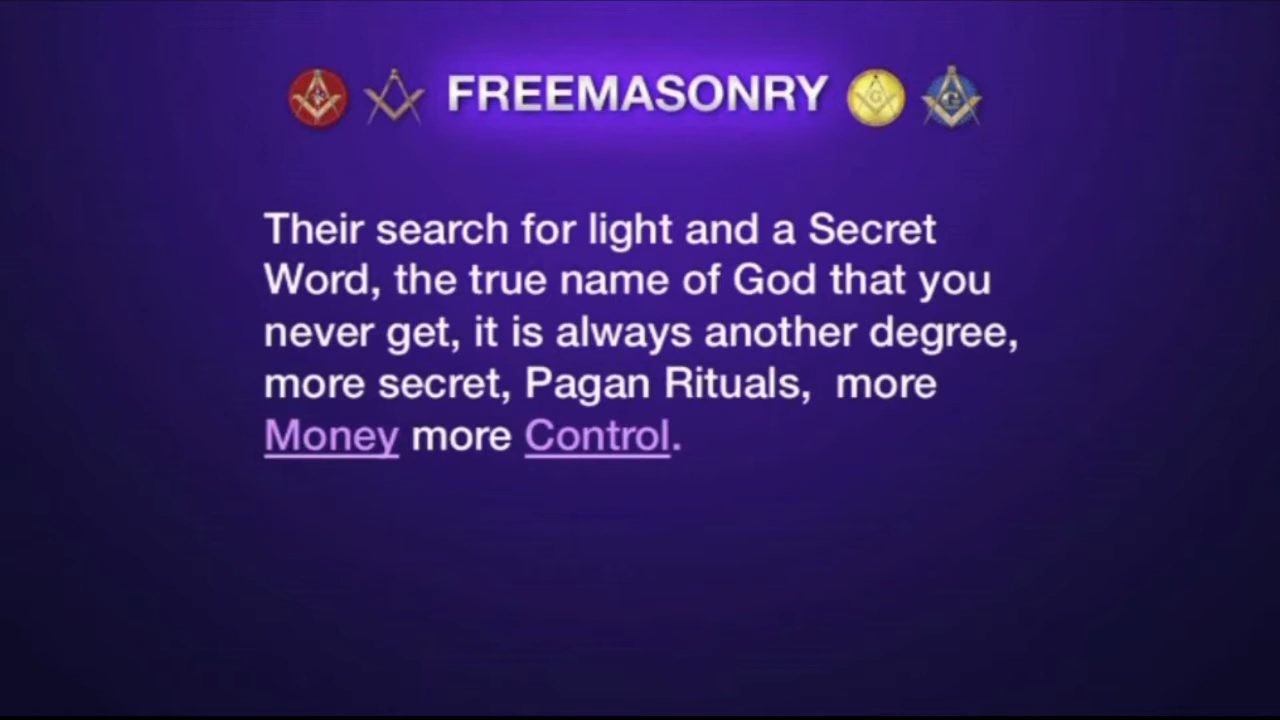 FREEMASONRY
Their search for light and a Secret
Word, the true name of God that you
never get, it is always another degree,
more secret, Pagan Rituals,  more
Money more Control.